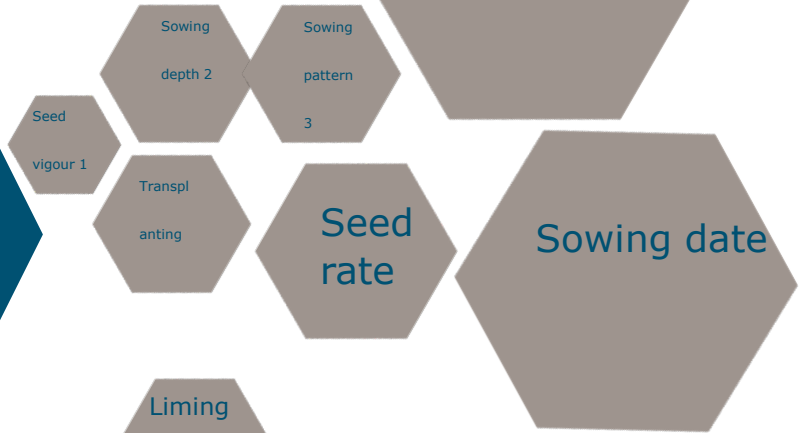 Sowing
depth 2
Sowing
pattern
3
Seed
vigour 1
Transpl
anting
Seed
rate
Sowing date
Liming